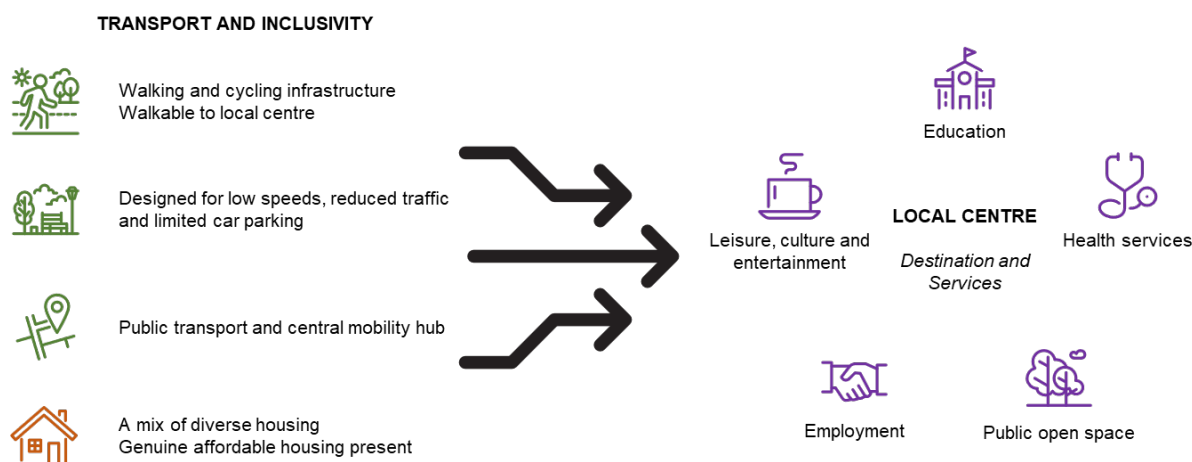 TRANSPORT AND INCLUSIVITY
Walking and cycling infrastructure
Walkable to local centre
Designed for low speeds, reduced traffic
and limited car parking
Public transport and central mobility hub
A mix of diverse housing
Genuine affordable housing present
Education
Leisure, culture and
entertainment
LOCAL CENTRE
Destination and
Services
Health services
Employment
Public open space